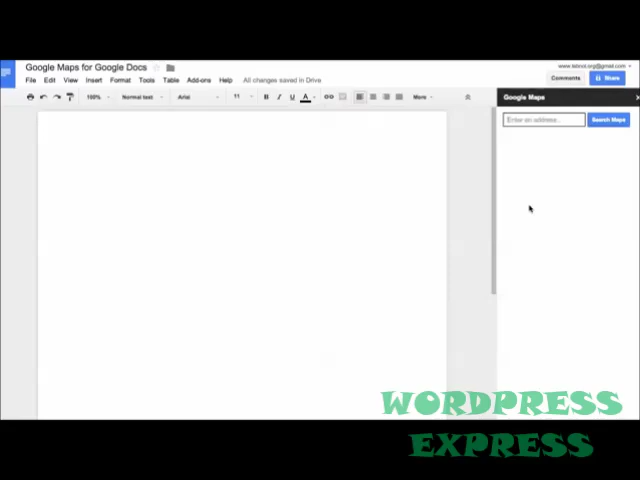 Google Maps for Google Docs
File Edit View Insert Format Tools Table Add-ons Help All changes saved in Drive
Comments
Share
100% Normal text Arial 11 B I U A More
Google Maps
Enter an address...
Search Maps
WORDPRESS
EXPRESS